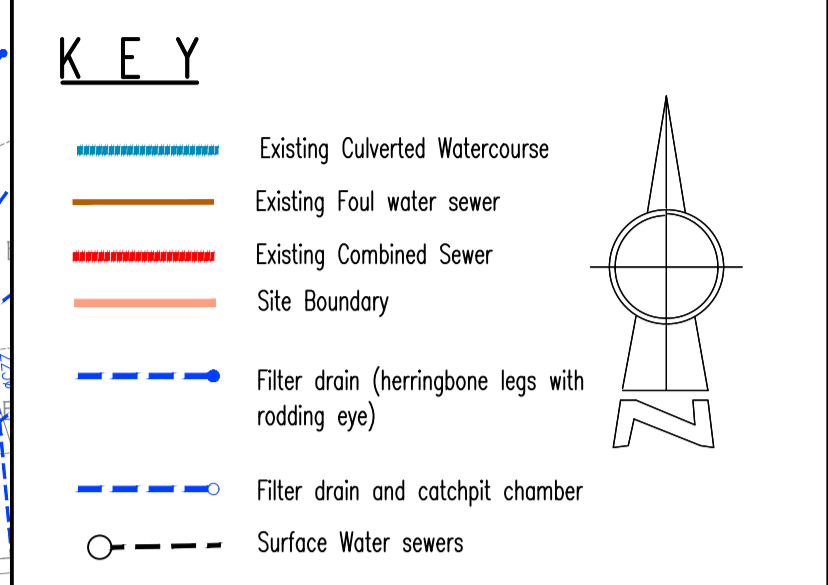 K E Y
Existing Culverted Watercourse
Existing Foul water sewer
Existing Combined Sewer
Site Boundary
Filter drain (herringbone legs with
rodding eye)
Filter drain and catchpit chamber
Surface Water sewers
N